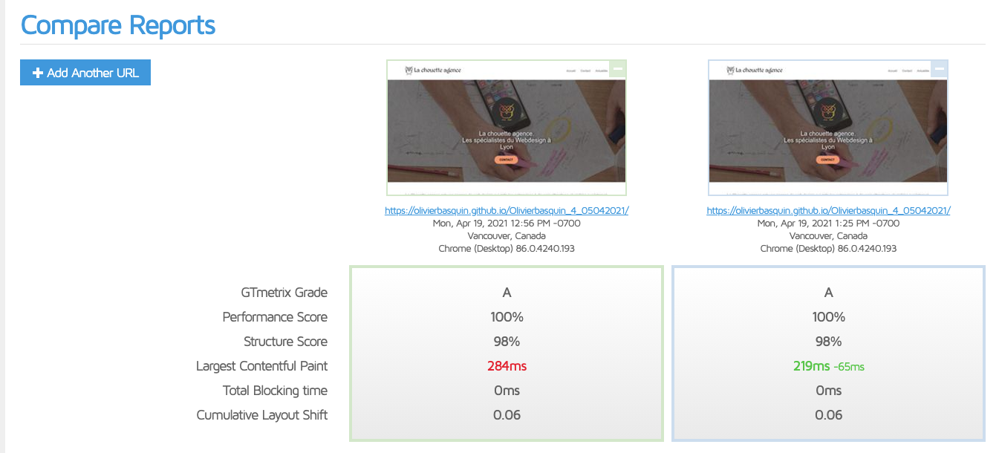 Compare Reports
Add Another URL
La chouette agence
Accueil Contact Actualités
La chouette agence.
Les spécialistes du Webdesign à
Lyon
CONTACT
https://olivierbasquin.github.io/Olivierbasquin_4_05042021/
Mon, Apr 19, 2021 12:56 PM -0700
Vancouver, Canada
Chrome (Desktop) 86.0.4240.193
La chouette agence
Accueil Contact Actualités
La chouette agence.
Les spécialistes du Webdesign à
Lyon
CONTACT
https://olivierbasquin.github.io/Olivierbasquin_4_05042021/
Mon, Apr 19, 2021 1:25 PM -0700
Vancouver, Canada
Chrome (Desktop) 86.0.4240.193
GTmetrix Grade A A
Performance Score 100% 100%
Structure Score 98% 98%
Largest Contentful Paint 284ms 219ms -65ms
Total Blocking time 0ms 0ms
Cumulative Layout Shift 0.06 0.06